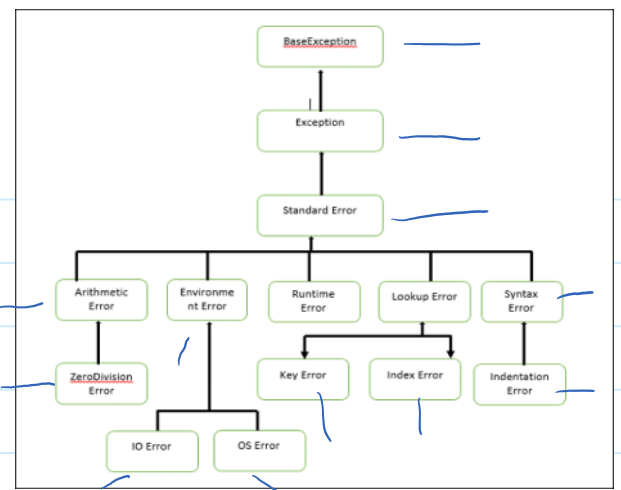 BaseException
Exception
Standard Error
Arithmetic
Error
Environme
nt Error
Runtime
Error
Lookup Error
Syntax
Error
ZeroDivision
Error
Key Error
Index Error
Indentation
Error
IO Error
OS Error